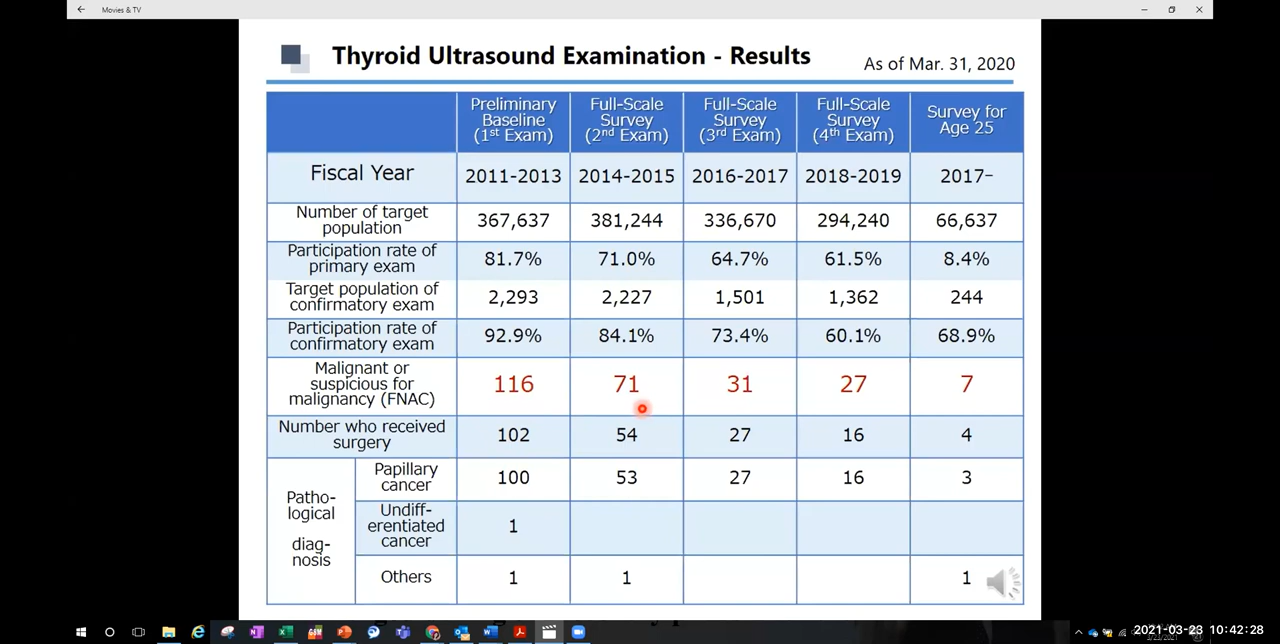 Movies & TV
Thyroid Ultrasound Examination - Results
As of Mar. 31, 2020
Preliminary
Baseline
(1st Exam)
Full-Scale
Survey
(2nd Exam)
Full-Scale
Survey
(3rd Exam)
Full-Scale
Survey
(4th Exam)
Survey for
Age 25
Fiscal Year
2011-2013
2014-2015
2016-2017
2018-2019
2017−
Number of target
population
367,637
381,244
336,670
294,240
66,637
Participation rate of
primary exam
81.7%
71.0%
64.7%
61.5%
8.4%
Target population of
confirmatory exam
2,293
2,227
1,501
1,362
244
Participation rate of
confirmatory exam
92.9%
84.1%
73.4%
60.1%
68.9%
Malignant or
suspicious for
malignancy (FNAC)
116
71
31
27
7
Number who received
surgery
102
54
27
16
4
Patho-
logical
diag-
nosis
Papillary
cancer
100
53
27
16
3
Undiff-
erentiated
cancer
1
Others
1
1
1
2021-03-23 10:42:28